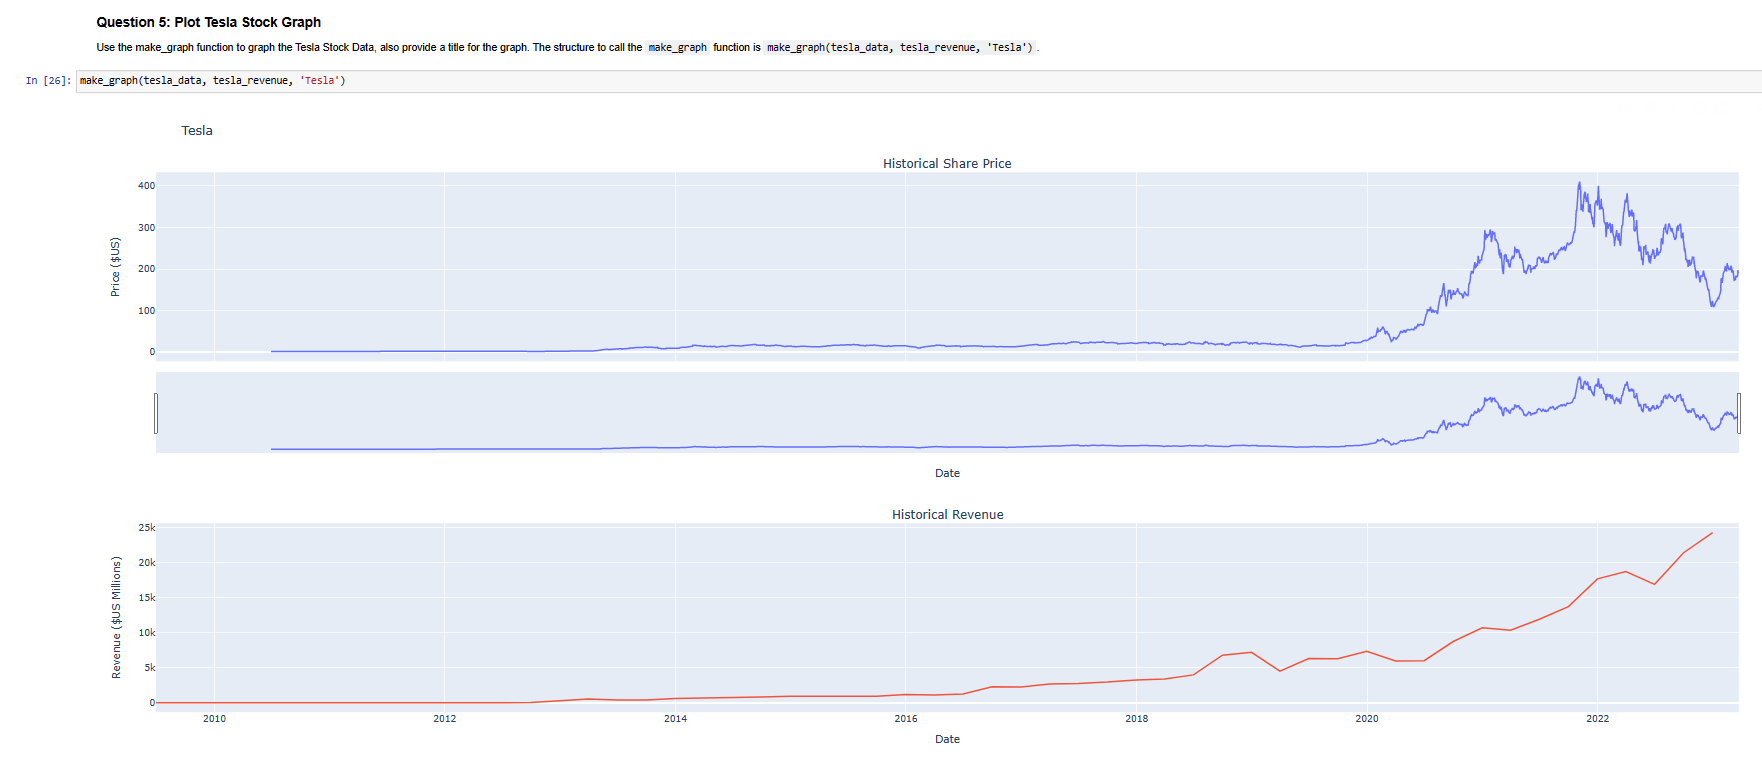 Question 5: Plot Tesla Stock Graph
Use the make_graph function to graph the Tesla Stock Data, also provide a title for the graph. The structure to call the make_graph function is make_graph(tesla_data, tesla_revenue, 'Tesla') .
In [26]: make_graph(tesla_data, tesla_revenue, 'Tesla')
Tesla
Historical Share Price
Price ($US)
400
300
200
100
0
Date
Historical Revenue
Revenue ($US Millions)
25k
20k
15k
10k
5k
0
2010 2012 2014 2016 2018 2020 2022
Date